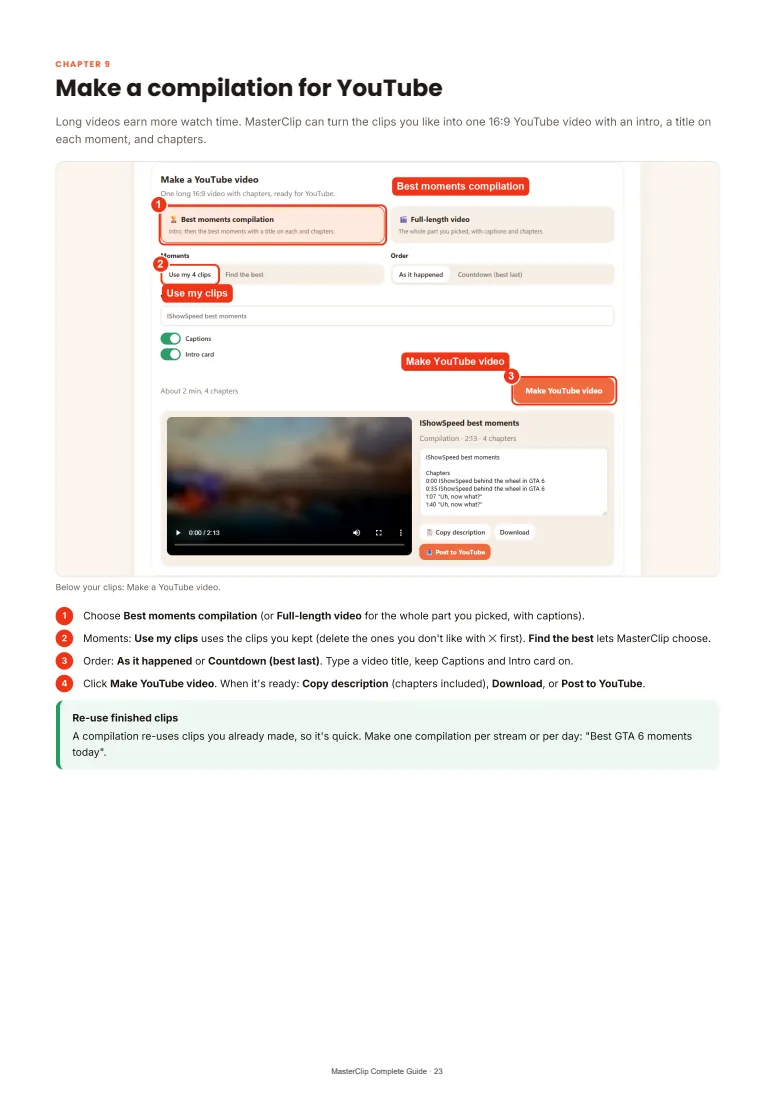 CHAPTER 9
Make a compilation for YouTube
Long videos earn more watch time. MasterClip can turn the clips you like into one 16:9 YouTube video with an intro, a title on
each moment, and chapters.
Make a YouTube video
One long 16:9 video with chapters, ready for YouTube.
Best moments compilation
1
Best moments compilation
Intro, then the best moments with a title on each and chapters.
Full-length video
The whole part you picked, with captions and chapters.
Moments
Order
2
Use my 4 clips
Find the best
As it happened
Countdown (best last)
Use my clips
IShowSpeed best moments
Captions
Intro card
Make YouTube video
3
About 2 min, 4 chapters
Make YouTube video
IShowSpeed best moments
Compilation · 2:13 · 4 chapters
IShowSpeed best moments
Chapters
0:00 IShowSpeed behind the wheel in GTA 6
0:35 IShowSpeed behind the wheel in GTA 6
1:07 "Uh, now what?"
1:40 "Uh, now what?"
0:00 / 2:13
Copy description
Download
Post to YouTube
Below your clips: Make a YouTube video.
1 Choose Best moments compilation (or Full-length video for the whole part you picked, with captions).
2 Moments: Use my clips uses the clips you kept (delete the ones you don't like with ✕ first). Find the best lets MasterClip choose.
3 Order: As it happened or Countdown (best last). Type a video title, keep Captions and Intro card on.
4 Click Make YouTube video. When it's ready: Copy description (chapters included), Download, or Post to YouTube.
Re-use finished clips
A compilation re-uses clips you already made, so it's quick. Make one compilation per stream or per day: "Best GTA 6 moments
today".
MasterClip Complete Guide · 23